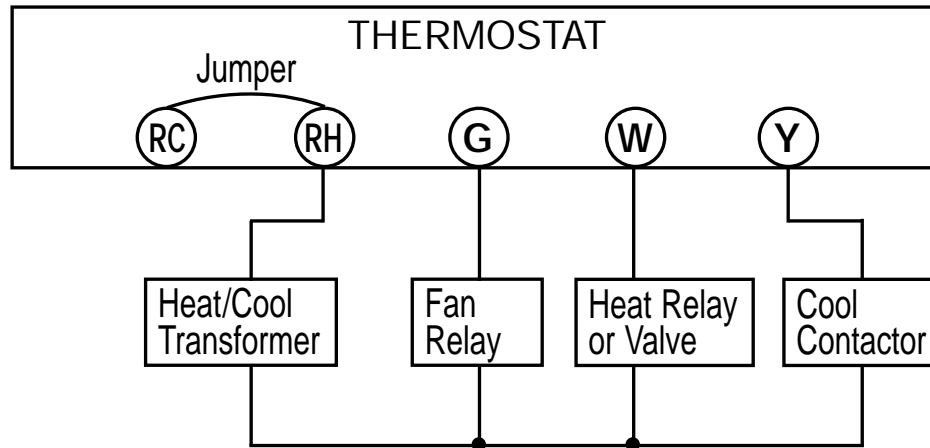 THERMOSTAT
Jumper
RC
RH
G
W
Y
Heat/Cool
Transformer
Fan
Relay
Heat Relay
or Valve
Cool
Contactor